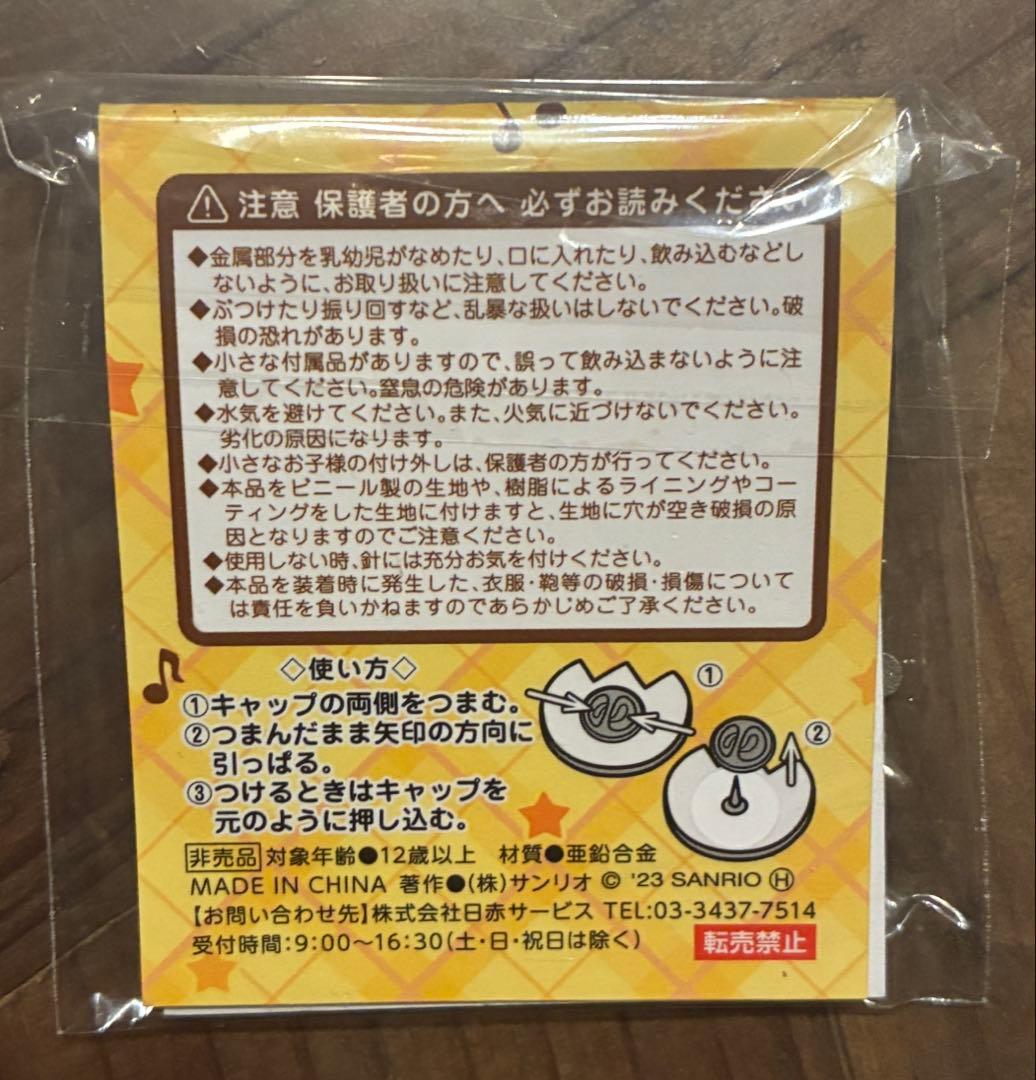 注意 保護者の方へ 必ずお読みください
◆金属部分を乳幼児がなめたり、口に入れたり、飲み込むなどし
ないように、お取り扱いに注意してください。
◆ぶつけたり振り回すなど、乱暴な扱いはしないでください。破
損の恐れがあります。
◆小さな付属品がありますので、誤って飲み込まないように注
意してください。窒息の危険があります。
◆水気を避けてください。また、火気に近づけないでください。
劣化の原因になります。
◆小さなお子様の付け外しは、保護者の方が行ってください。
◆本品をビニール製の生地や、樹脂によるライニングやコー
ティングをした生地に付けますと、生地に穴が空き破損の原
因となりますのでご注意ください。
◆使用しない時、針には充分お気を付けください。
◆本品を装着時に発生した、衣服・鞄等の破損・損傷について
は責任を負いかねますのであらかじめご了承ください。
◇使い方◇
①キャップの両側をつまむ。
②つまんだまま矢印の方向に
引っぱる。
③つけるときはキャップを
元のように押し込む。
①
②
非売品 対象年齢●12歳以上 材質●亜鉛合金
MADE IN CHINA 著作●(株)サンリオ © '23 SANRIO Ⓗ
【お問い合わせ先】株式会社日赤サービス TEL:03-3437-7514
受付時間:9:00〜16:30(土・日・祝日は除く)
転売禁止